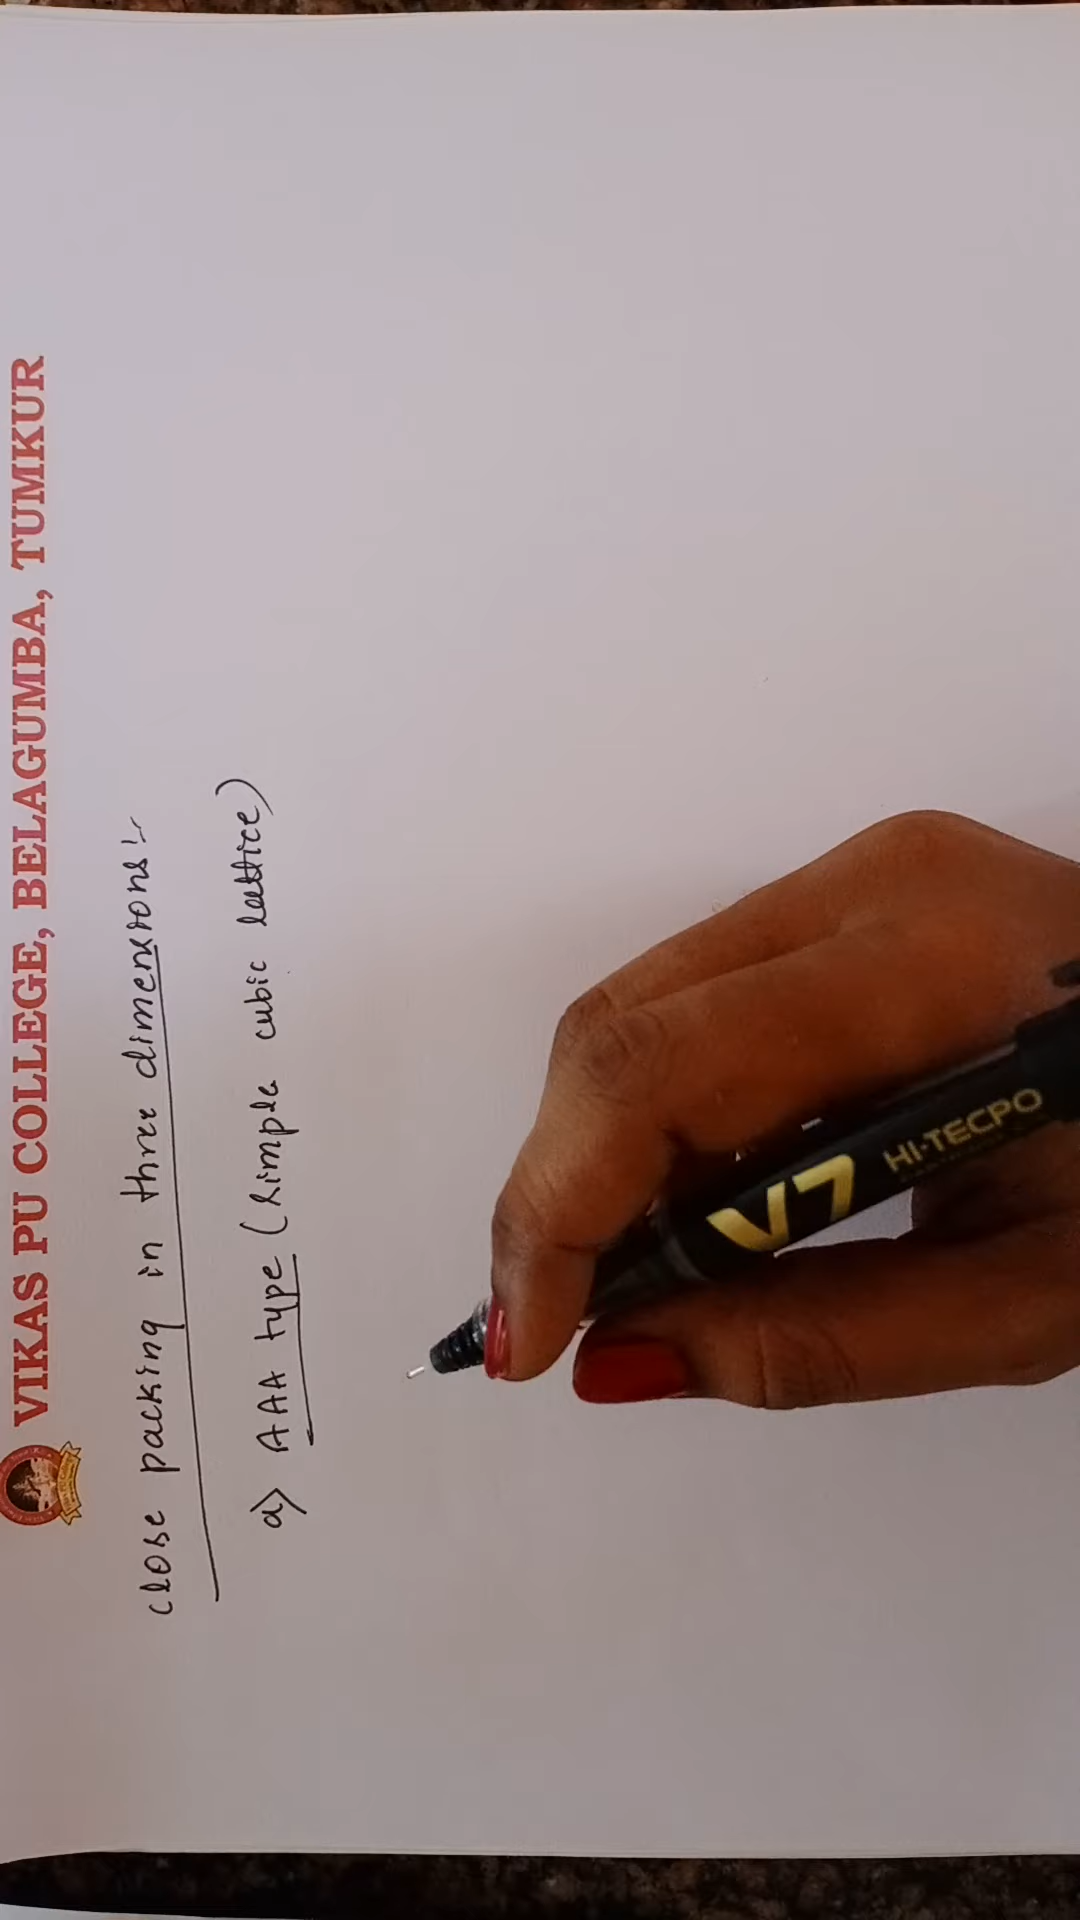 VIKAS PU COLLEGE, BELAGUMBA, TUMKUR
close packing in three dimensions:-
a) AAA type (simple cubic lattice)
V7 HI-TECPO